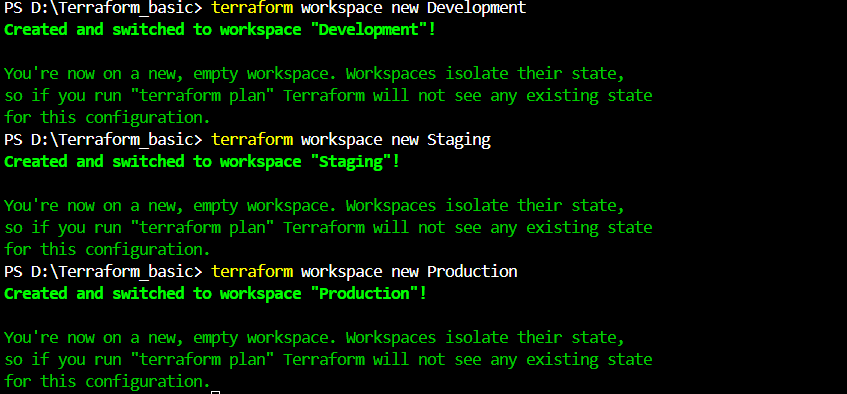 PS D:\Terraform_basic> terraform workspace new Development
Created and switched to workspace "Development"!
You're now on a new, empty workspace. Workspaces isolate their state,
so if you run "terraform plan" Terraform will not see any existing state
for this configuration.
PS D:\Terraform_basic> terraform workspace new Staging
Created and switched to workspace "Staging"!
You're now on a new, empty workspace. Workspaces isolate their state,
so if you run "terraform plan" Terraform will not see any existing state
for this configuration.
PS D:\Terraform_basic> terraform workspace new Production
Created and switched to workspace "Production"!
You're now on a new, empty workspace. Workspaces isolate their state,
so if you run "terraform plan" Terraform will not see any existing state
for this configuration.